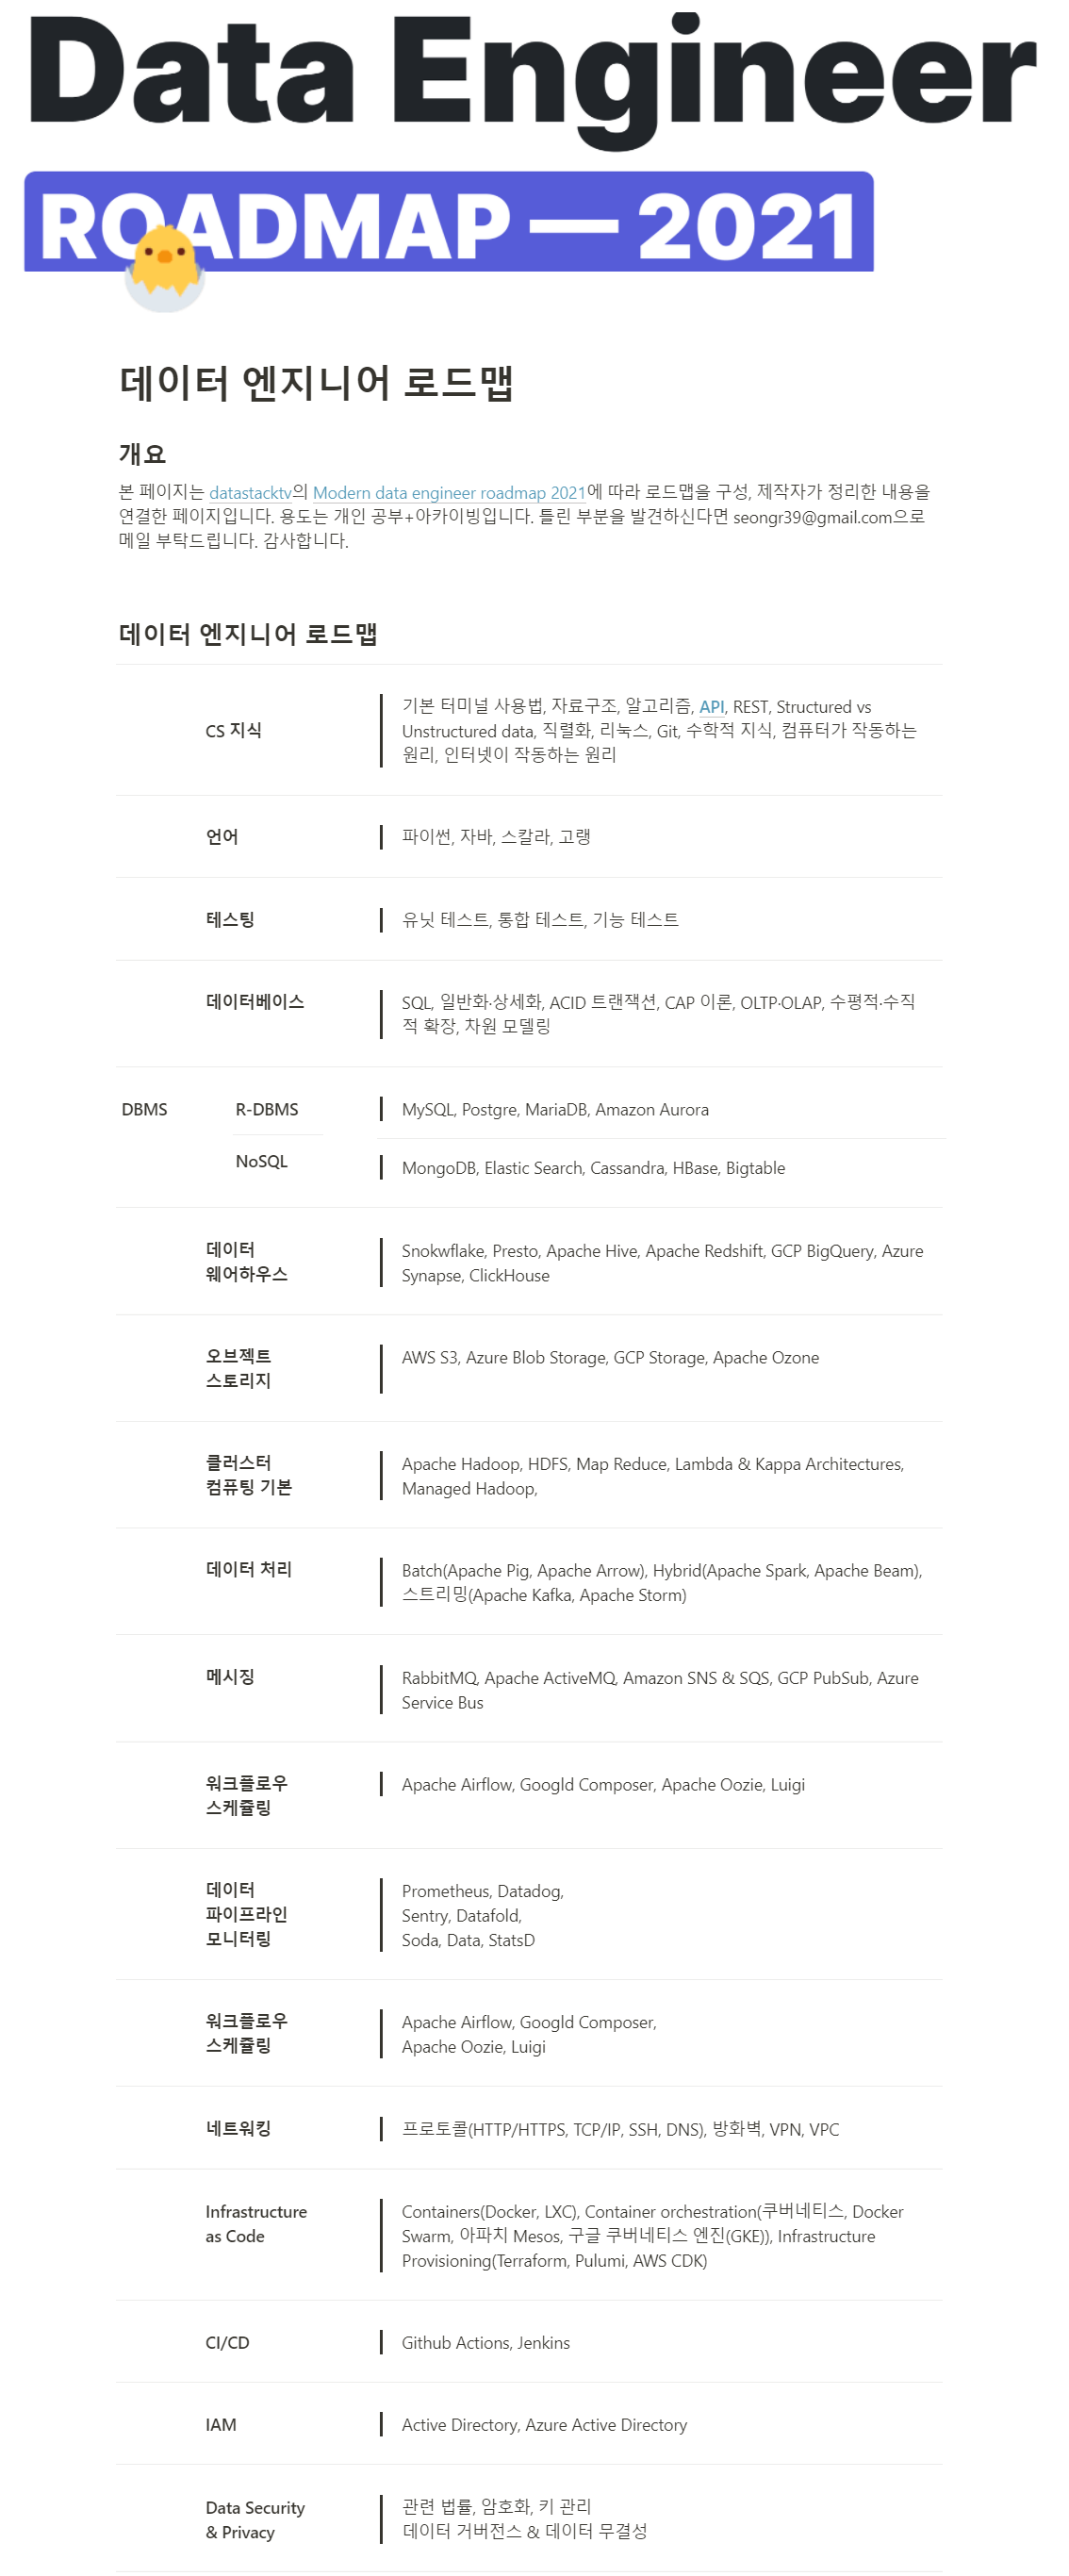 Data Engineer
ROADMAP — 2021
데이터 엔지니어 로드맵
개요
본 페이지는 datastacktv의 Modern data engineer roadmap 2021에 따라 로드맵을 구성, 제작자가 정리한 내용을
연결한 페이지입니다. 용도는 개인 공부+아카이빙입니다. 틀린 부분을 발견하신다면 seongr39@gmail.com으로
메일 부탁드립니다. 감사합니다.
데이터 엔지니어 로드맵
CS 지식
기본 터미널 사용법, 자료구조, 알고리즘, API, REST, Structured vs
Unstructured data, 직렬화, 리눅스, Git, 수학적 지식, 컴퓨터가 작동하는
원리, 인터넷이 작동하는 원리
언어
파이썬, 자바, 스칼라, 고랭
테스팅
유닛 테스트, 통합 테스트, 기능 테스트
데이터베이스
SQL, 일반화·상세화, ACID 트랜잭션, CAP 이론, OLTP·OLAP, 수평적·수직
적 확장, 차원 모델링
DBMS
R-DBMS
MySQL, Postgre, MariaDB, Amazon Aurora
NoSQL
MongoDB, Elastic Search, Cassandra, HBase, Bigtable
데이터
웨어하우스
Snokwflake, Presto, Apache Hive, Apache Redshift, GCP BigQuery, Azure
Synapse, ClickHouse
오브젝트
스토리지
AWS S3, Azure Blob Storage, GCP Storage, Apache Ozone
클러스터
컴퓨팅 기본
Apache Hadoop, HDFS, Map Reduce, Lambda & Kappa Architectures,
Managed Hadoop,
데이터 처리
Batch(Apache Pig, Apache Arrow), Hybrid(Apache Spark, Apache Beam),
스트리밍(Apache Kafka, Apache Storm)
메시징
RabbitMQ, Apache ActiveMQ, Amazon SNS & SQS, GCP PubSub, Azure
Service Bus
워크플로우
스케쥴링
Apache Airflow, Googld Composer, Apache Oozie, Luigi
데이터
파이프라인
모니터링
Prometheus, Datadog,
Sentry, Datafold,
Soda, Data, StatsD
워크플로우
스케쥴링
Apache Airflow, Googld Composer,
Apache Oozie, Luigi
네트워킹
프로토콜(HTTP/HTTPS, TCP/IP, SSH, DNS), 방화벽, VPN, VPC
Infrastructure
as Code
Containers(Docker, LXC), Container orchestration(쿠버네티스, Docker
Swarm, 아파치 Mesos, 구글 쿠버네티스 엔진(GKE)), Infrastructure
Provisioning(Terraform, Pulumi, AWS CDK)
CI/CD
Github Actions, Jenkins
IAM
Active Directory, Azure Active Directory
Data Security
& Privacy
관련 법률, 암호화, 키 관리
데이터 거버전스 & 데이터 무결성